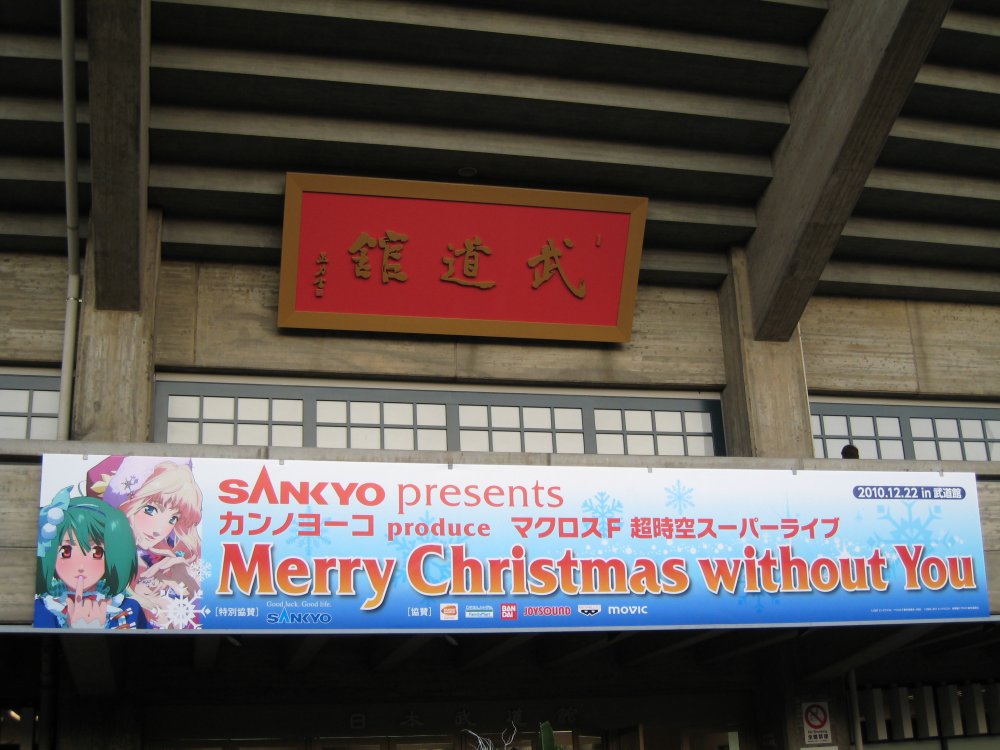 武道館
SANKYO presents
2010.12.22 in 武道館
カンノヨーコ produce マクロスF 超時空スーパーライブ
Merry Christmas without You
[特別協賛] Good luck. Good life. SANKYO
[協賛] BANDAI JOYSOUND movic
日本武道館